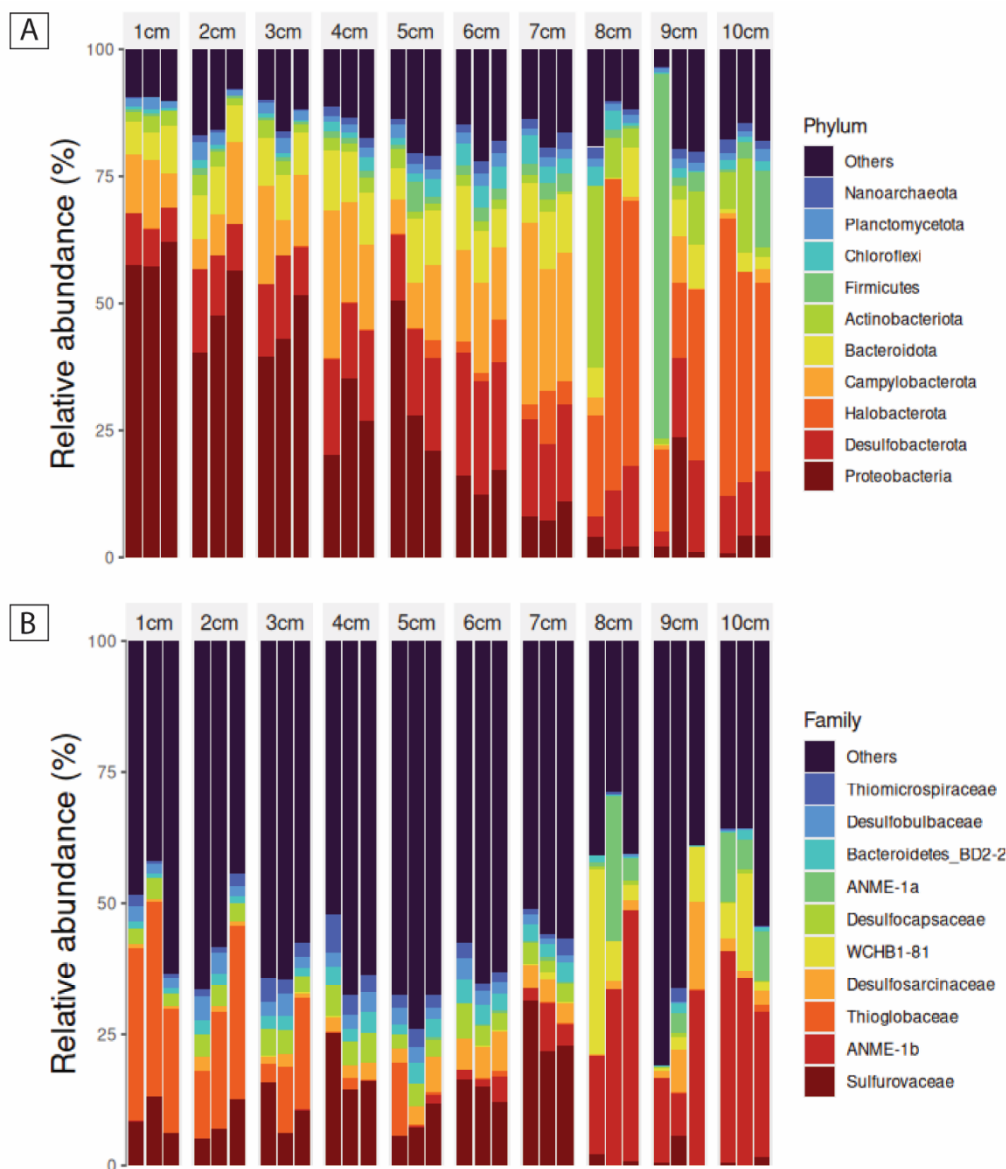 A
1cm 2cm 3cm 4cm 5cm 6cm 7cm 8cm 9cm 10cm
Relative abundance (%)
100
75
50
25
0
Phylum
Others
Nanoarchaeota
Planctomycetota
Chloroflexi
Firmicutes
Actinobacteriota
Bacteroidota
Campylobacterota
Halobacterota
Desulfobacterota
Proteobacteria
B
1cm 2cm 3cm 4cm 5cm 6cm 7cm 8cm 9cm 10cm
Relative abundance (%)
100
75
50
25
0
Family
Others
Thiomicrospiraceae
Desulfobulbaceae
Bacteroidetes_BD2-2
ANME-1a
Desulfocapsaceae
WCHB1-81
Desulfosarcinaceae
Thioglobaceae
ANME-1b
Sulfurovaceae